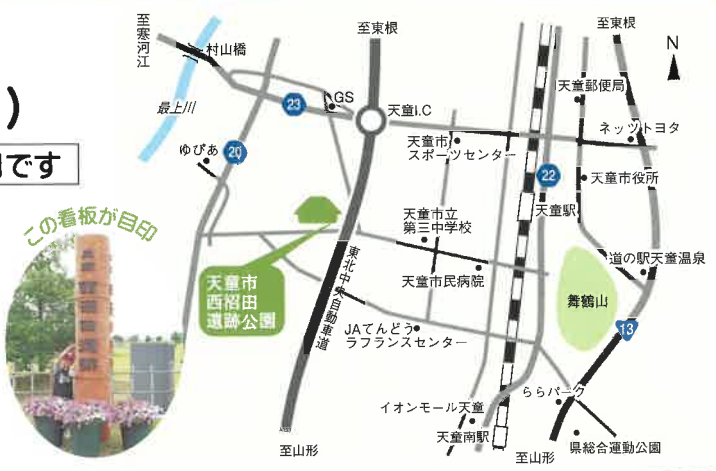 )
です
この看板が目印
至寒河江
村山橋
最上川
至東根
至東根
N
GS
23
天童I.C
天童郵便局
ネッツトヨタ
ゆぴあ
20
天童市
スポーツセンター
22
天童市役所
天童駅
天童市立
第三中学校
天童市民病院
道の駅天童温泉
舞鶴山
天童市
西沼田
遺跡公園
東北中央自動車道
JAてんどう
ラフランスセンター
13
ららパーク
イオンモール天童
天童南駅
県総合運動公園
至山形
至山形